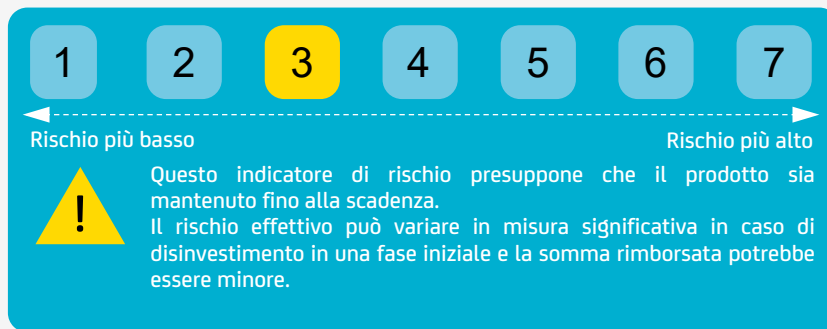 1 2 3 4 5 6 7
Rischio più basso Rischio più alto
!
Questo indicatore di rischio presuppone che il prodotto sia
mantenuto fino alla scadenza.
Il rischio effettivo può variare in misura significativa in caso di
disinvestimento in una fase iniziale e la somma rimborsata potrebbe
essere minore.